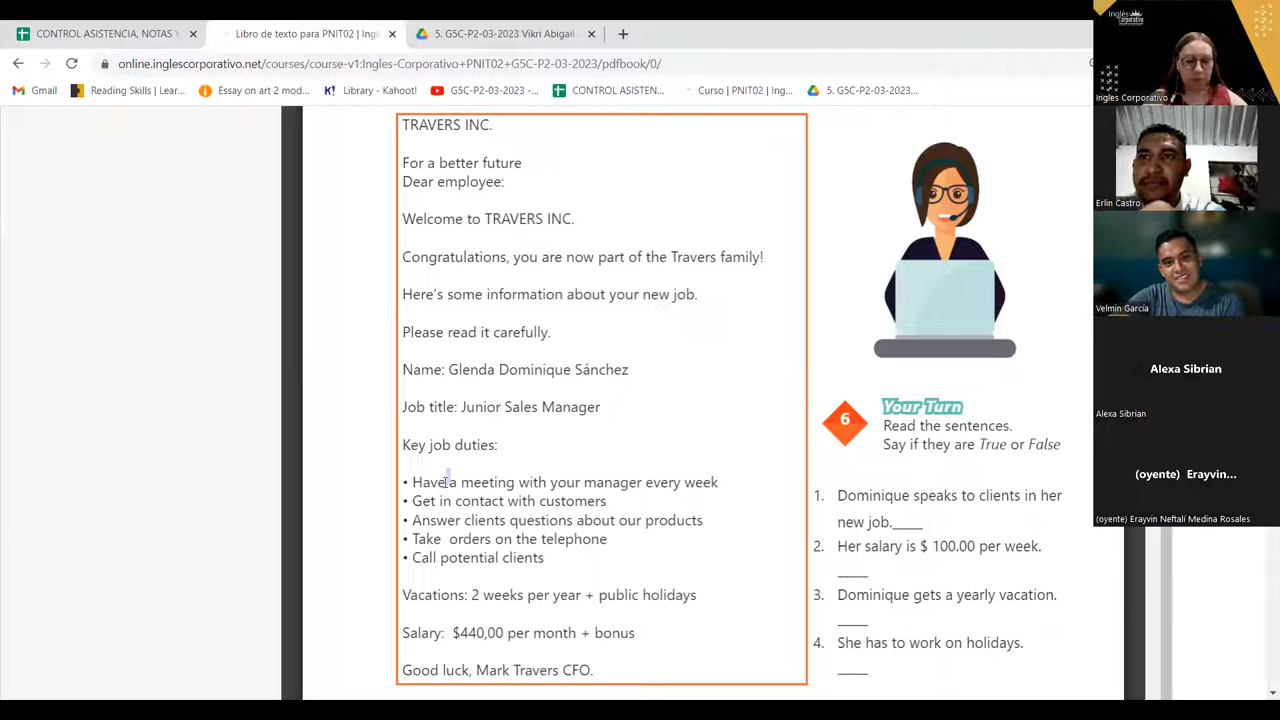 CONTROL ASISTENCIA, NOTAS Y
Libro de texto para PNIT02 | Ingl
5. G5C-P2-03-2023 Vikri Abigail
online.inglescorporativo.net/courses/course-v1:Ingles-Corporativo+PNIT02+G5C-P2-03-2023/pdfbook/0/
Gmail
Reading Skills | Lear...
Essay on art 2 mod...
Library - Kahoot!
G5C-P2-03-2023 -...
CONTROL ASISTEN...
Curso | PNIT02 | Ing...
5. G5C-P2-03-2023...
TRAVERS INC.
For a better future
Dear employee:
Welcome to TRAVERS INC.
Congratulations, you are now part of the Travers family!
Here's some information about your new job.
Please read it carefully.
Name: Glenda Dominique Sánchez
Job title: Junior Sales Manager
Key job duties:
• Have a meeting with your manager every week
• Get in contact with customers
• Answer clients questions about our products
• Take orders on the telephone
• Call potential clients
Vacations: 2 weeks per year + public holidays
Salary: $440,00 per month + bonus
Good luck, Mark Travers CFO.
6
Your Turn
Read the sentences.
Say if they are True or False
1. Dominique speaks to clients in her
new job.____
2. Her salary is $ 100.00 per week.
____
3. Dominique gets a yearly vacation.
____
4. She has to work on holidays.
____
Inglés
Corporativo
Ingles Corporativo
Erlin Castro
Velmin García
Alexa Sibrian
Alexa Sibrian
(oyente) Erayvin...
(oyente) Erayvin Neftalí Medina Rosales